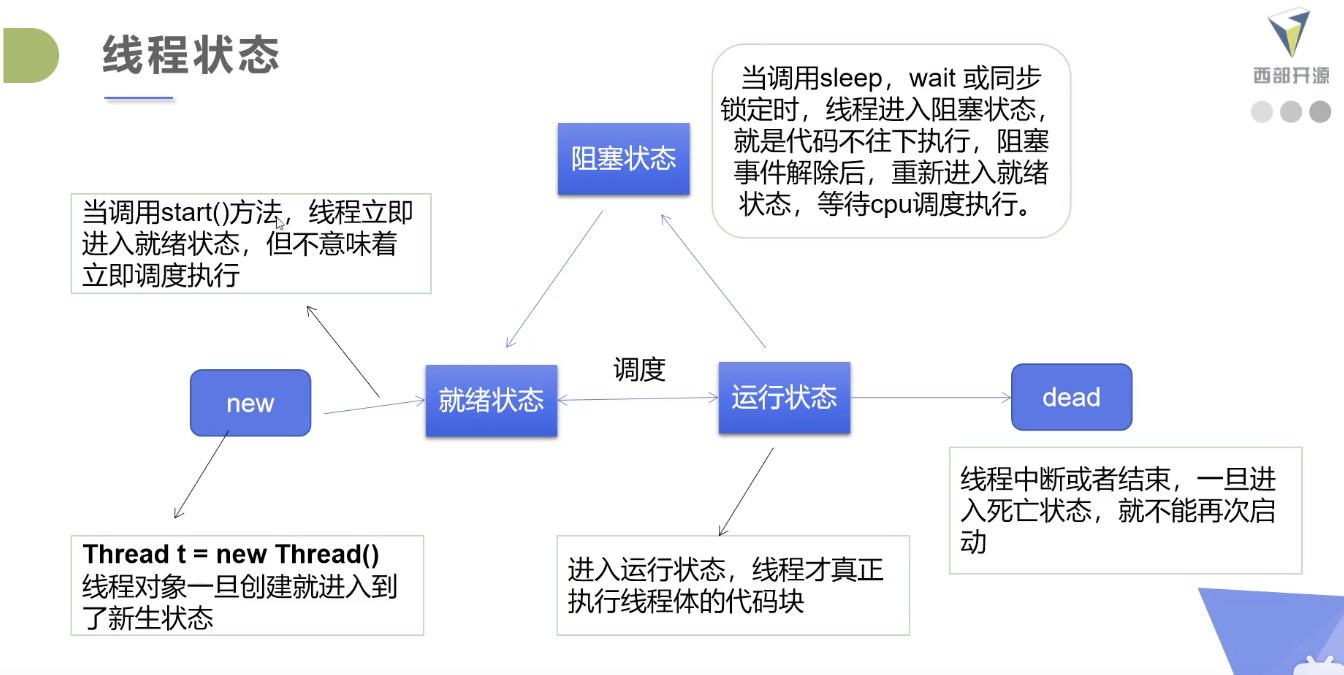 线程状态
西部开源
当调用sleep，wait 或同步
锁定时，线程进入阻塞状态，
就是代码不往下执行，阻塞
事件解除后，重新进入就绪
状态，等待cpu调度执行。
阻塞状态
当调用start()方法，线程立即
进入就绪状态，但不意味着
立即调度执行
new
就绪状态
调度
运行状态
dead
线程中断或者结束，一旦进
入死亡状态，就不能再次启
动
Thread t = new Thread()
线程对象一旦创建就进入到
了新生状态
进入运行状态，线程才真正
执行线程体的代码块